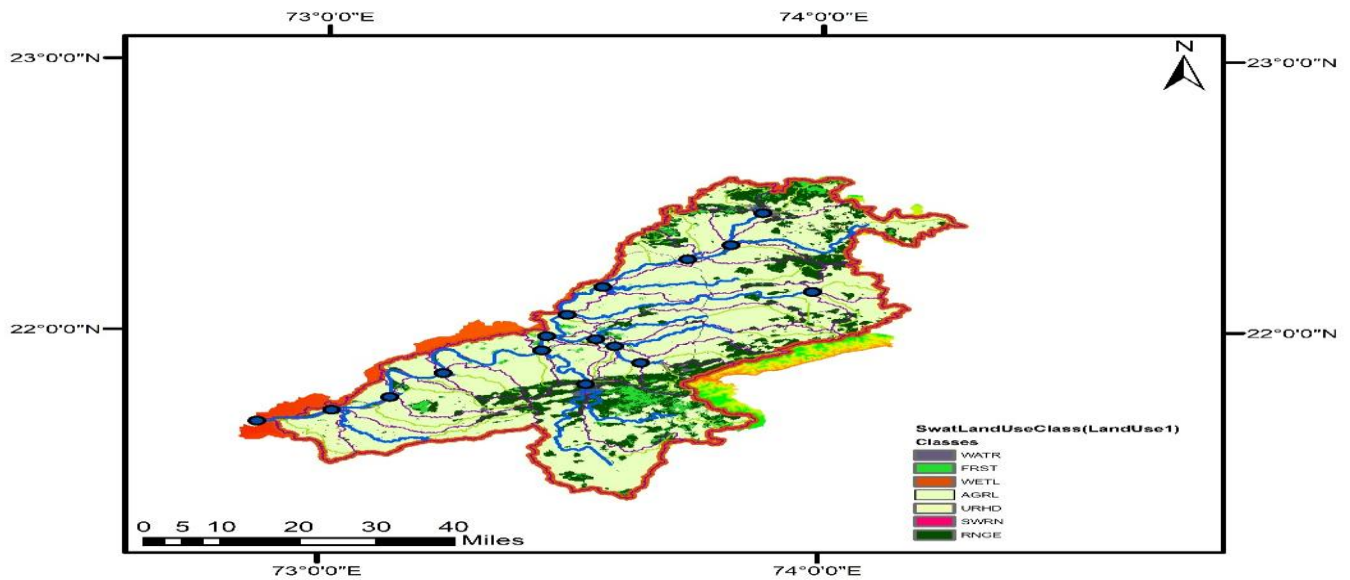 73°0'0"E 74°0'0"E
23°0'0"N 23°0'0"N
N
22°0'0"N 22°0'0"N
SwatLandUseClass(LandUse1)
Classes
WATR
FRST
WETL
AGRL
URHD
SWRN
RNGE
0 5 10 20 30 40
Miles
73°0'0"E 74°0'0"E